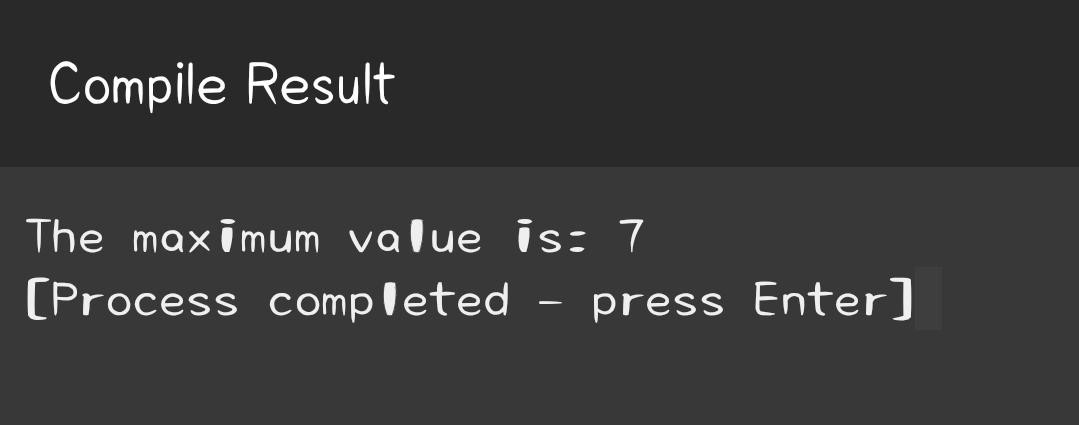 Compile Result
The maximum value is: 7
[Process completed - press Enter]